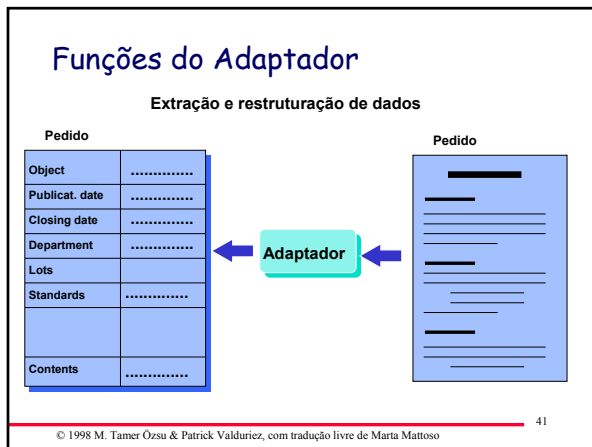 Funções do Adaptador
Extração e restruturação de dados
Pedido
Object ..............
Publicat. date ..............
Closing date ..............
Department ..............
Lots
Standards ..............
Contents ..............
Adaptador
Pedido
41
© 1998 M. Tamer Özsu & Patrick Valduriez, com tradução livre de Marta Mattoso